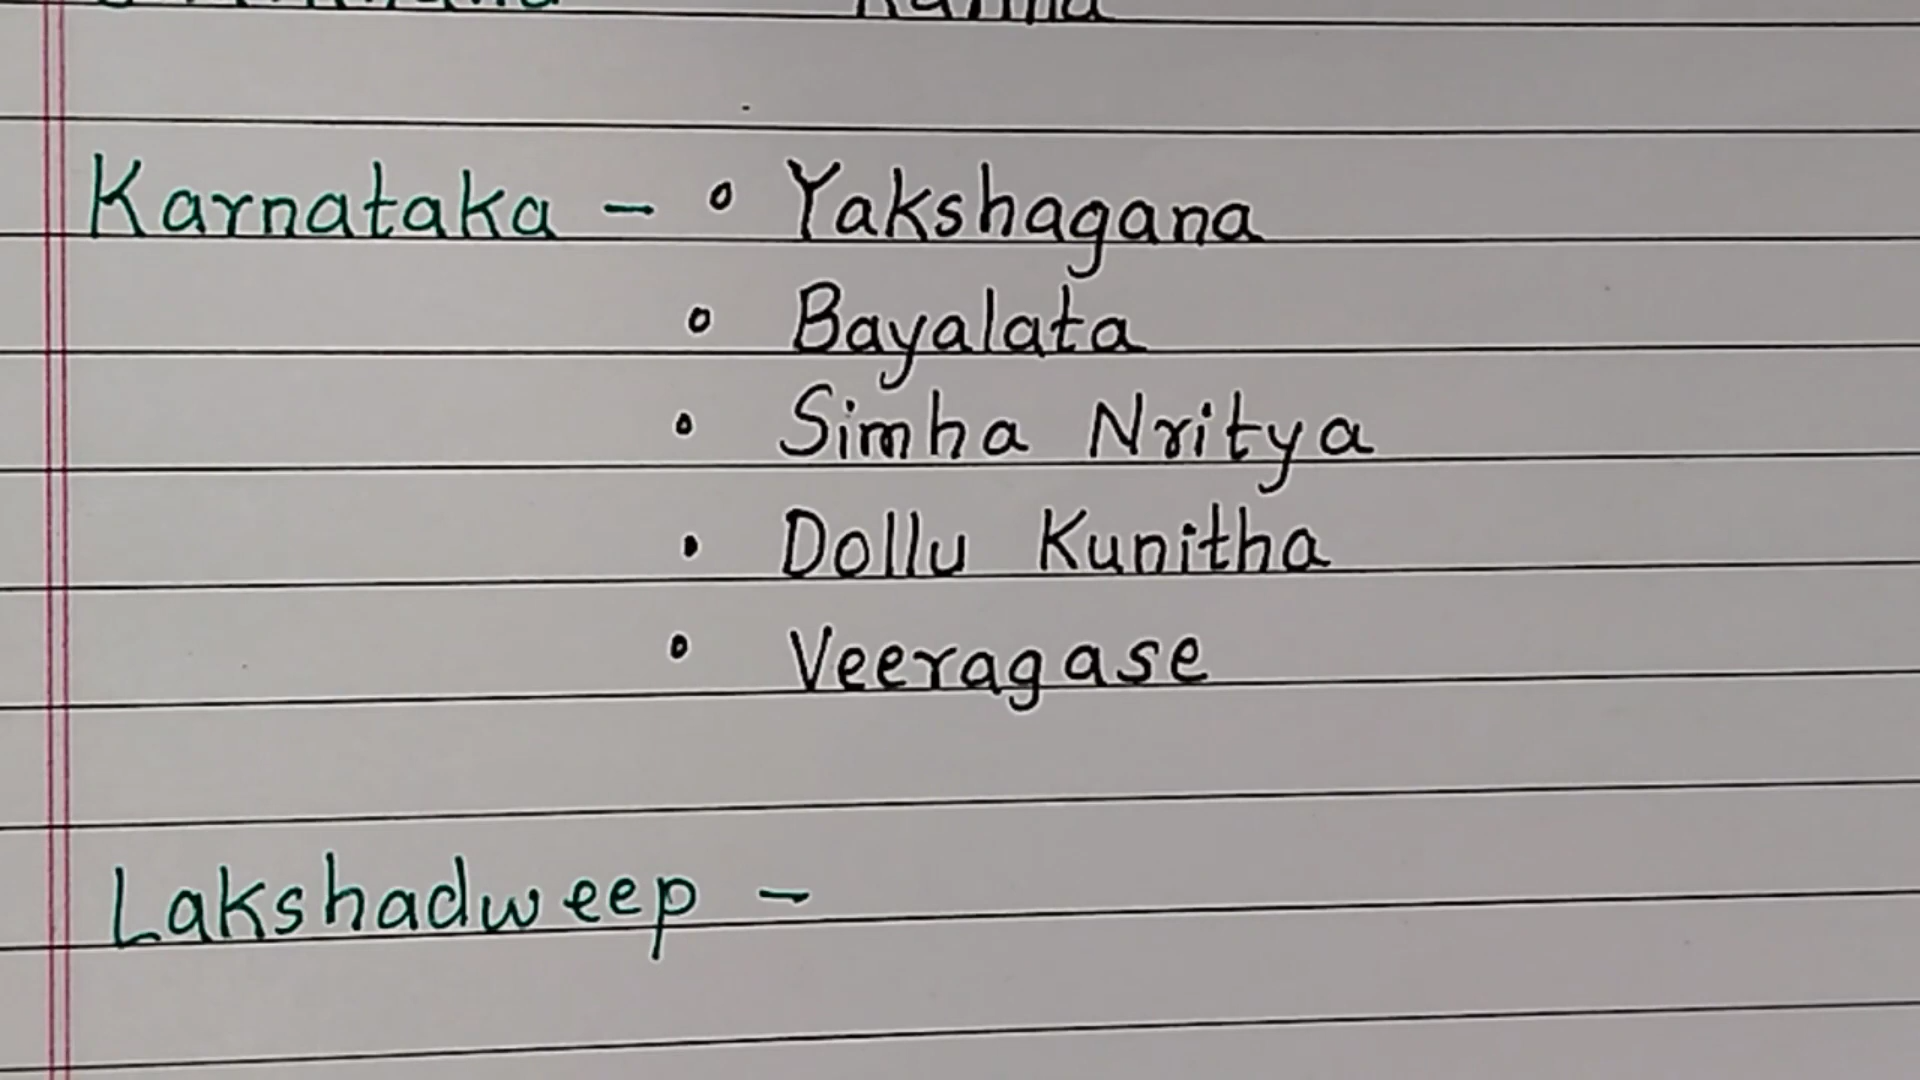 Karnataka - ∘ Yakshagana
∘ Bayalata
∘ Simha Nritya
• Dollu Kunitha
∘ Veeragase
Lakshadweep -